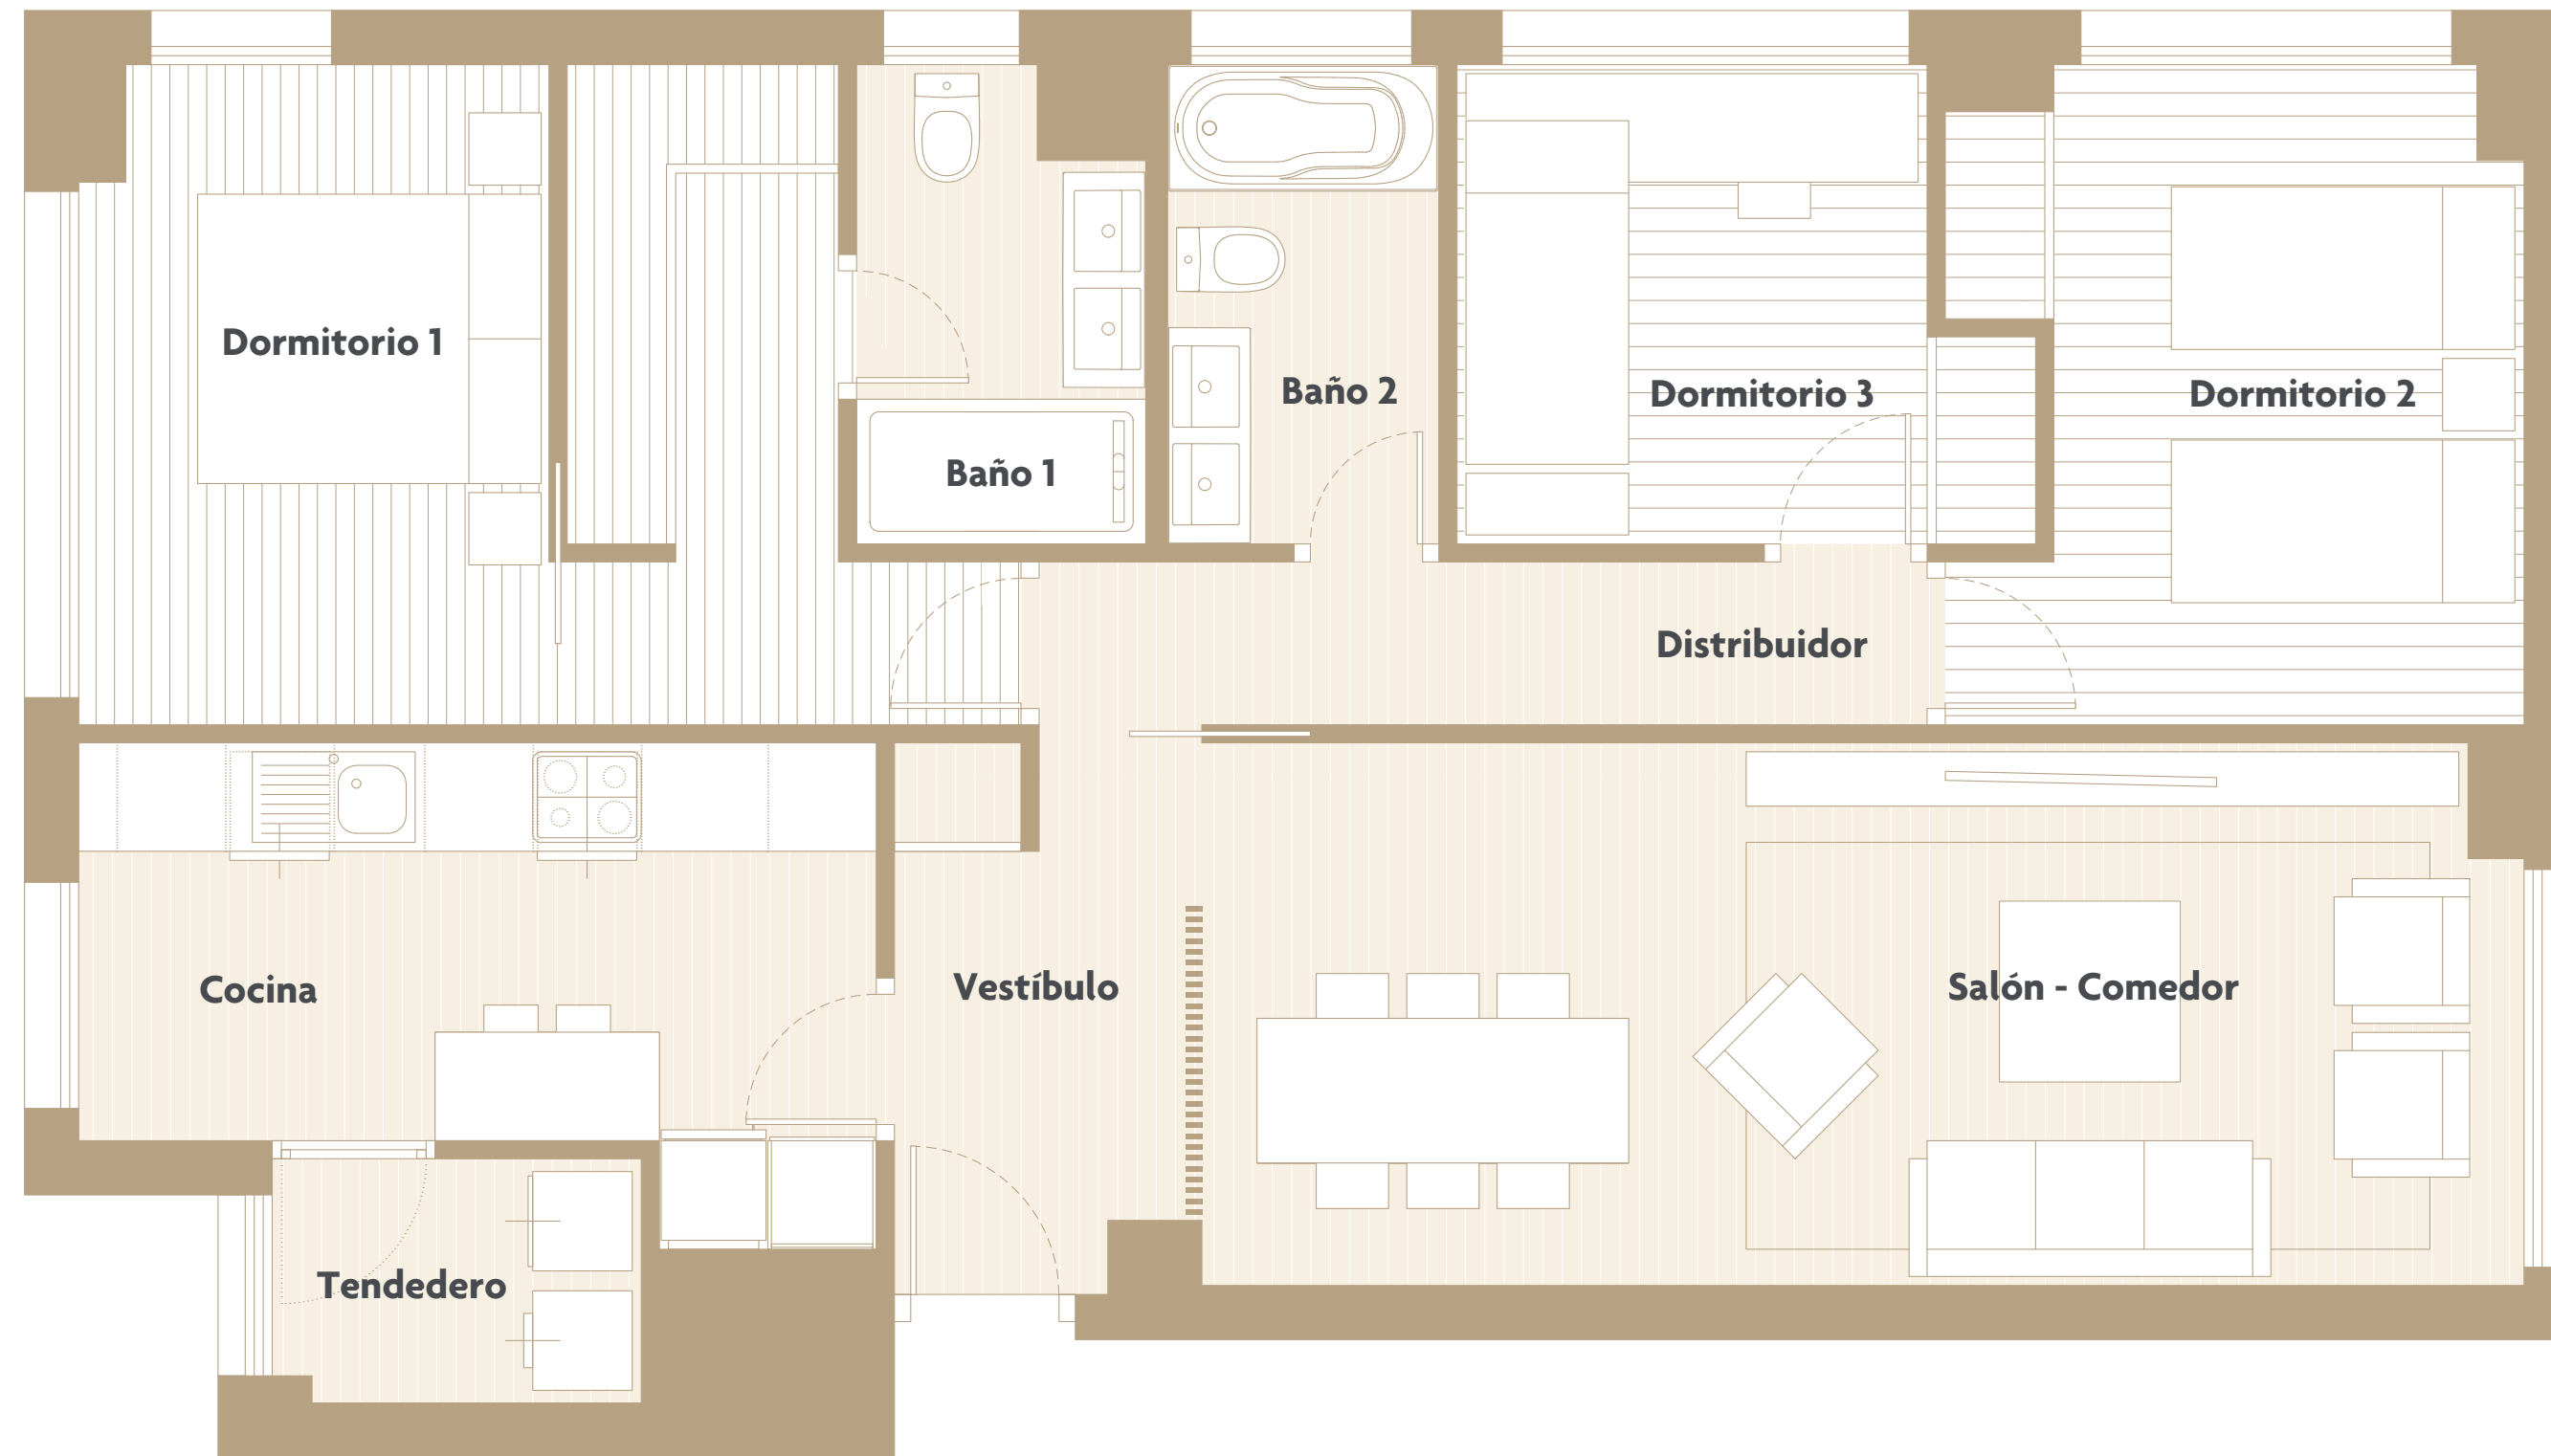 Dormitorio 1
Baño 1
Baño 2
Dormitorio 3
Dormitorio 2
Distribuidor
Cocina
Vestíbulo
Salón - Comedor
Tendedero